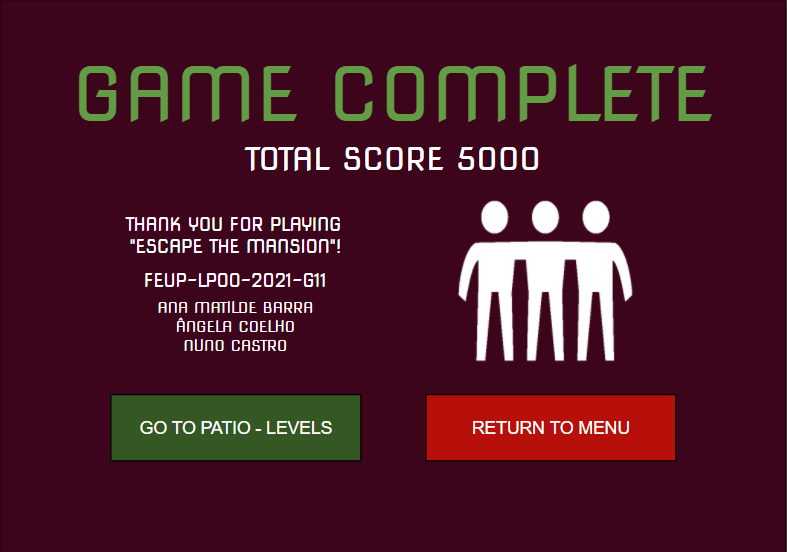 GAME COMPLETE
TOTAL SCORE 5000
THANK YOU FOR PLAYING
"ESCAPE THE MANSION"!
FEUP-LPOO-2021-G11
ANA MATILDE BARRA
ÂNGELA COELHO
NUNO CASTRO
GO TO PATIO - LEVELS
RETURN TO MENU